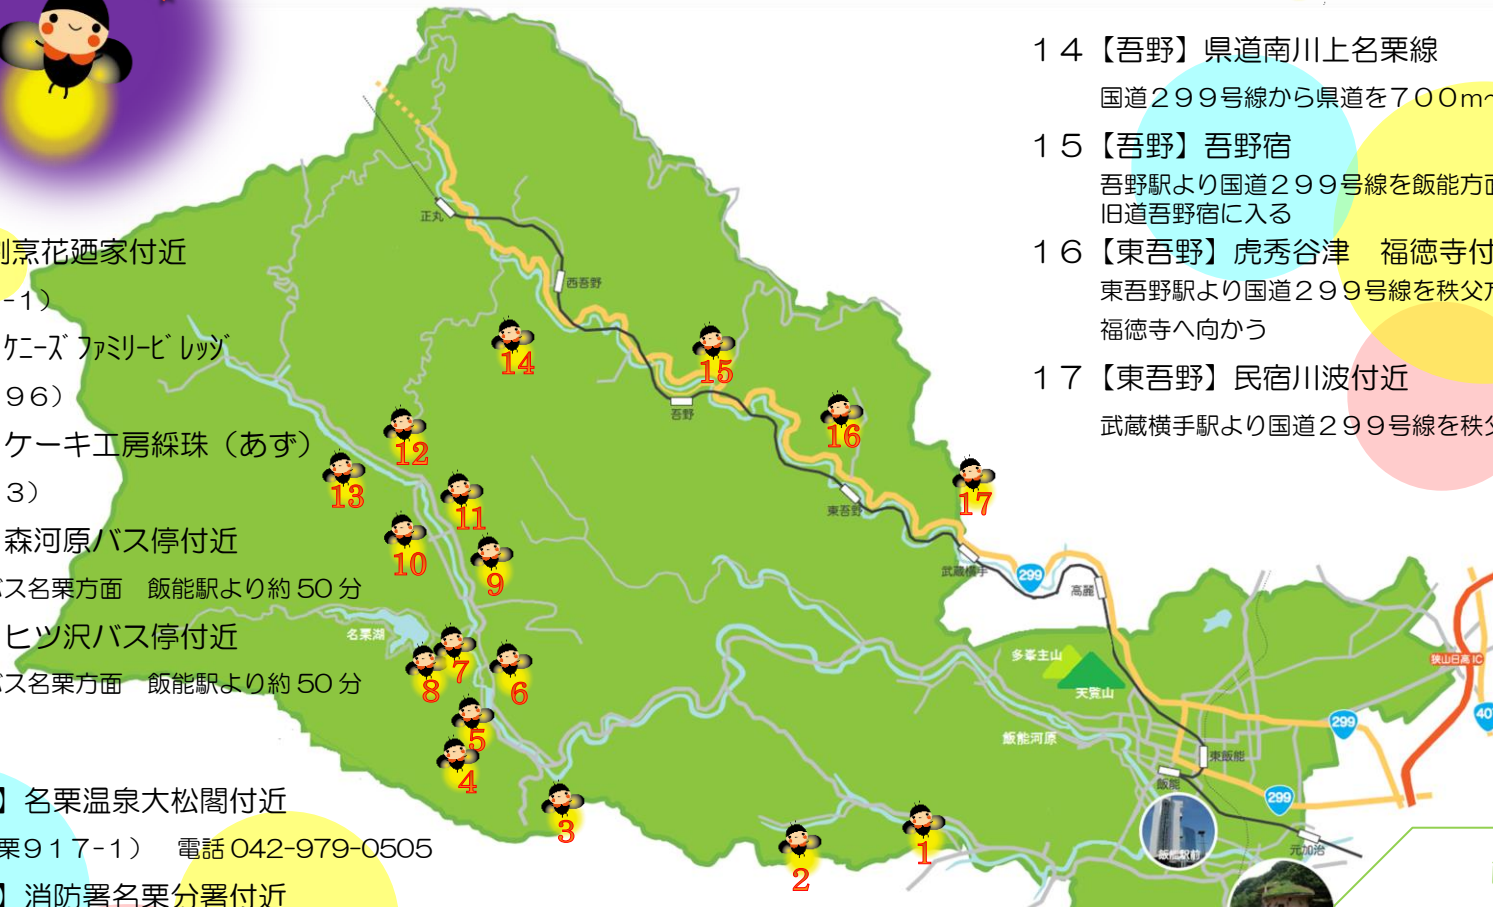 割烹花廼家付近
-1）
ケニーズファミリービレッジ
96）
ケーキ工房綵珠（あず）
3）
森河原バス停付近
バス名栗方面　飯能駅より約50分
ヒツ沢バス停付近
バス名栗方面　飯能駅より約50分
】名栗温泉大松閣付近
栗917-1）　電話042-979-0505
】消防署名栗分署付近
14【吾野】県道南川上名栗線
国道299号線から県道を700m～
15【吾野】吾野宿
吾野駅より国道299号線を飯能方面
旧道吾野宿に入る
16【東吾野】虎秀谷津　福徳寺付
東吾野駅より国道299号線を秩父方
福徳寺へ向かう
17【東吾野】民宿川波付近
武蔵横手駅より国道299号線を秩父
正丸
西吾野
14
15
吾野
16
12
13
11
17
10
東吾野
9
武蔵横手
299
高麗
名栗湖
7
8
6
多峯主山
天覧山
狭山日高IC
5
飯能河原
299
407
4
東飯能
飯能
299
3
1
2
飯能駅前
元加治